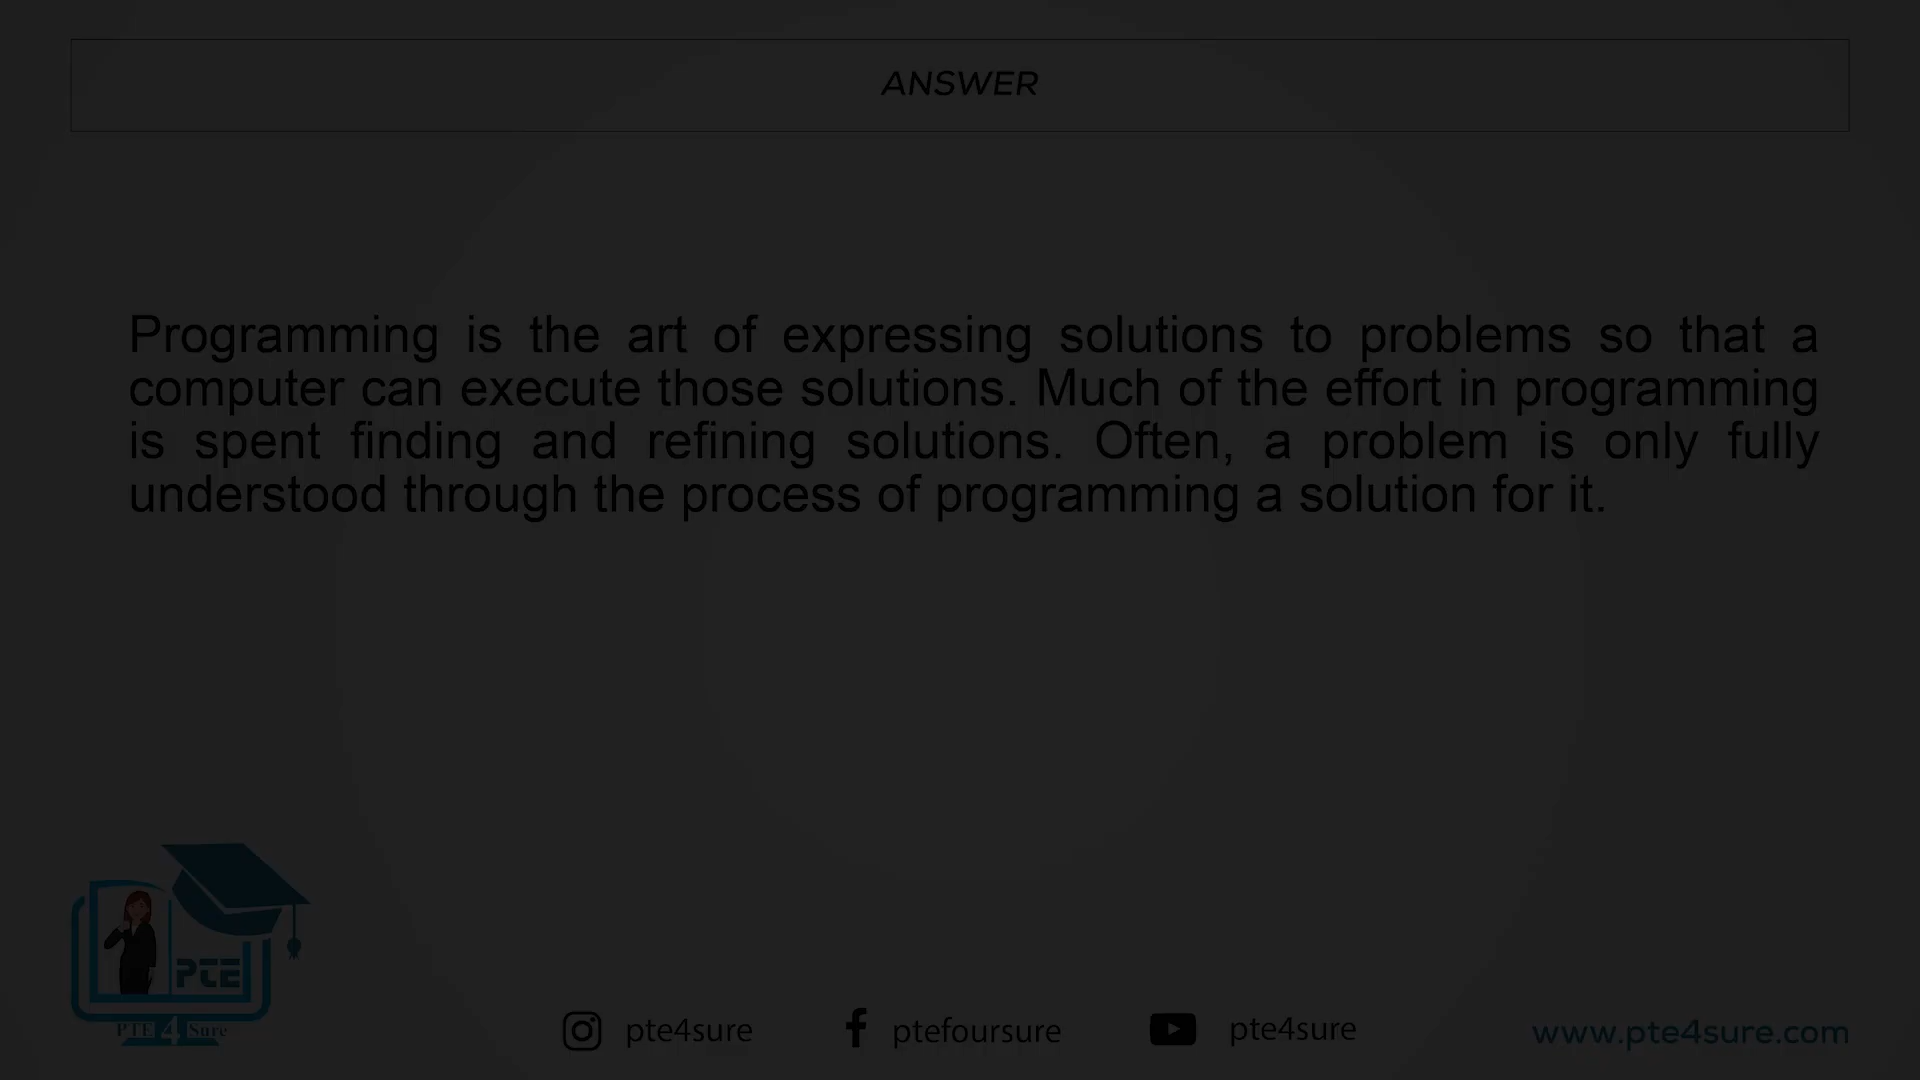 ANSWER
Programming is the art of expressing solutions to problems so that a
computer can execute those solutions. Much of the effort in programming
is spent finding and refining solutions. Often, a problem is only fully
understood through the process of programming a solution for it.
PTE
PTE 4 Sure
pte4sure
ptefoursure
pte4sure
www.pte4sure.com